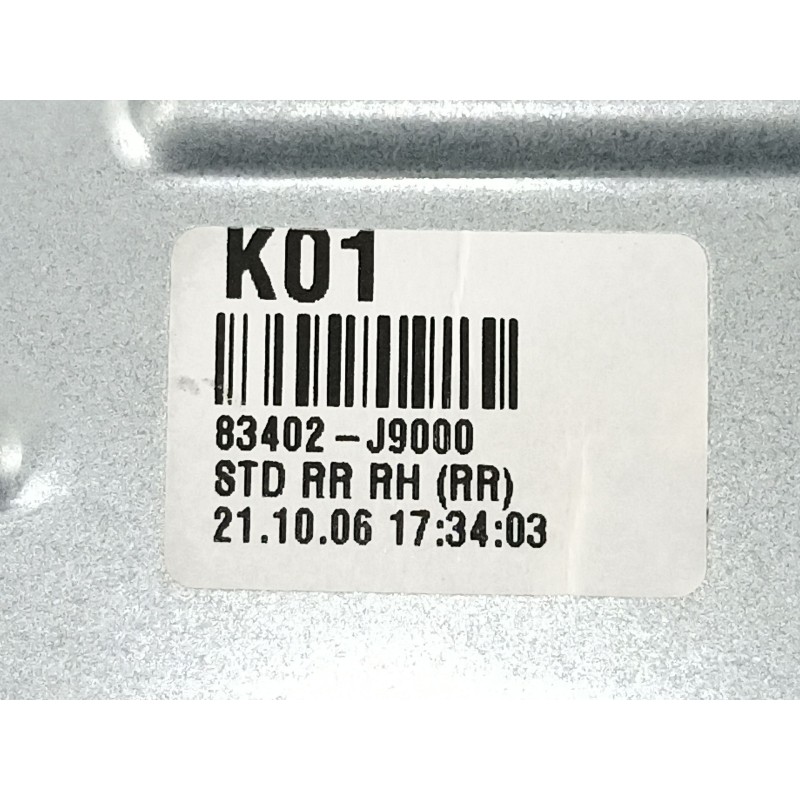 K01
83402-J9000
STD RR RH (RR)
21.10.06 17:34:03